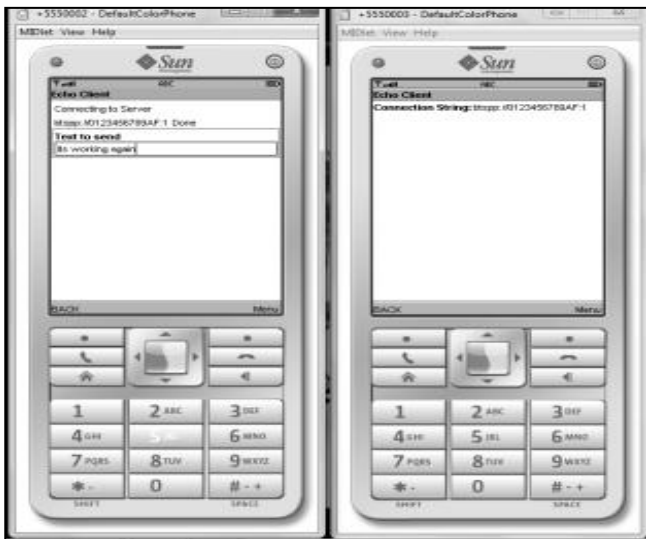 +5550002 - DefaultColorPhone
MIDlet View Help
Sun
ABC
Echo Client
Connecting to Server
btspp://0123456789AF:1 Done
Text to send
Its working again
BACK
Menu
1
2 ABC
3 DEF
4 GHI
6 MNO
7 PQRS
8 TUV
9 WXYZ
* .
0
# - +
SHIFT
SPACE
+5550003 - DefaultColorPhone
MIDlet View Help
Sun
ABC
Echo Client
Connection String: btspp://0123456789AF:1
BACK
Menu
1
2 ABC
3 DEF
4 GHI
5 JKL
6 MNO
7 PQRS
8 TUV
9 WXYZ
* .
0
# - +
SHIFT
SPACE